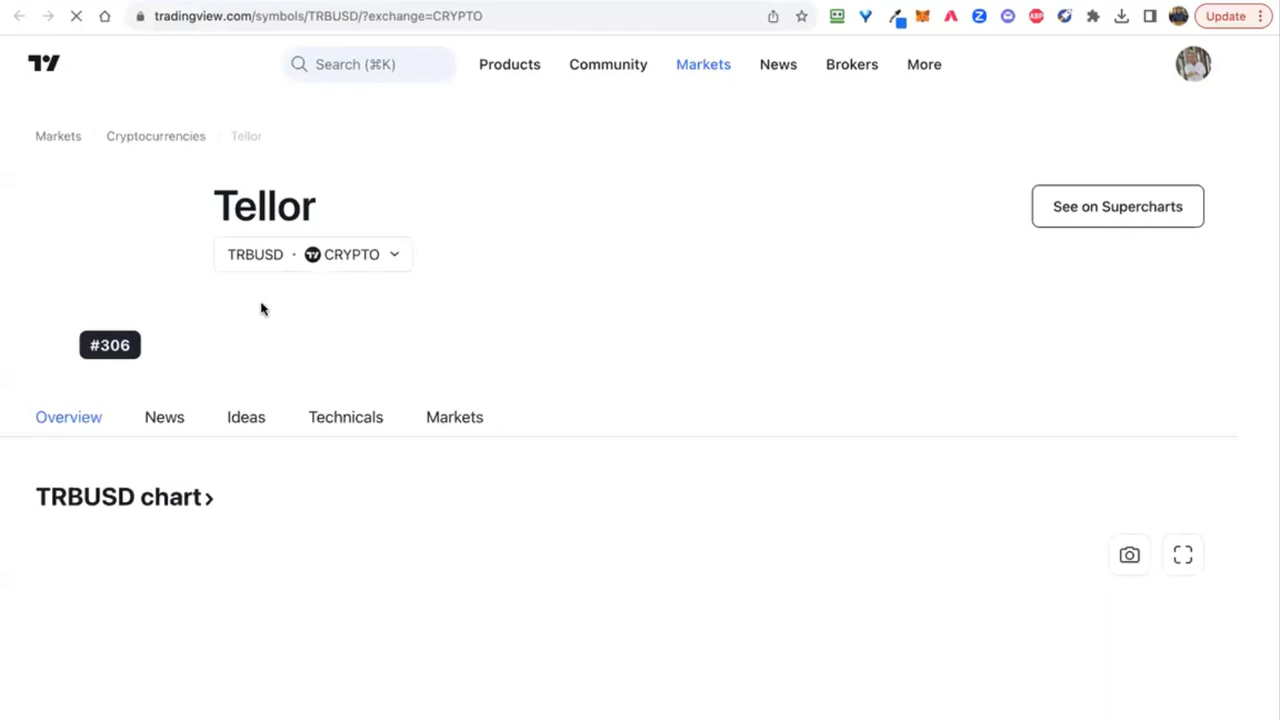 tradingview.com/symbols/TRBUSD/?exchange=CRYPTO
Update
Search (⌘K)
Products
Community
Markets
News
Brokers
More
Markets
Cryptocurrencies
Tellor
Tellor
See on Supercharts
TRBUSD · CRYPTO
#306
Overview
News
Ideas
Technicals
Markets
TRBUSD chart›